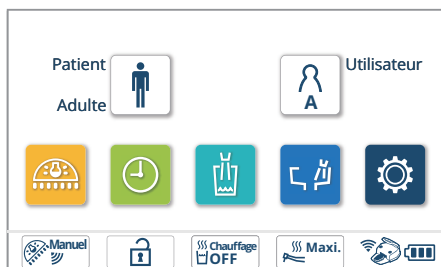 Patient
Utilisateur
Adulte
A
Manuel
Chauffage
OFF
Maxi.